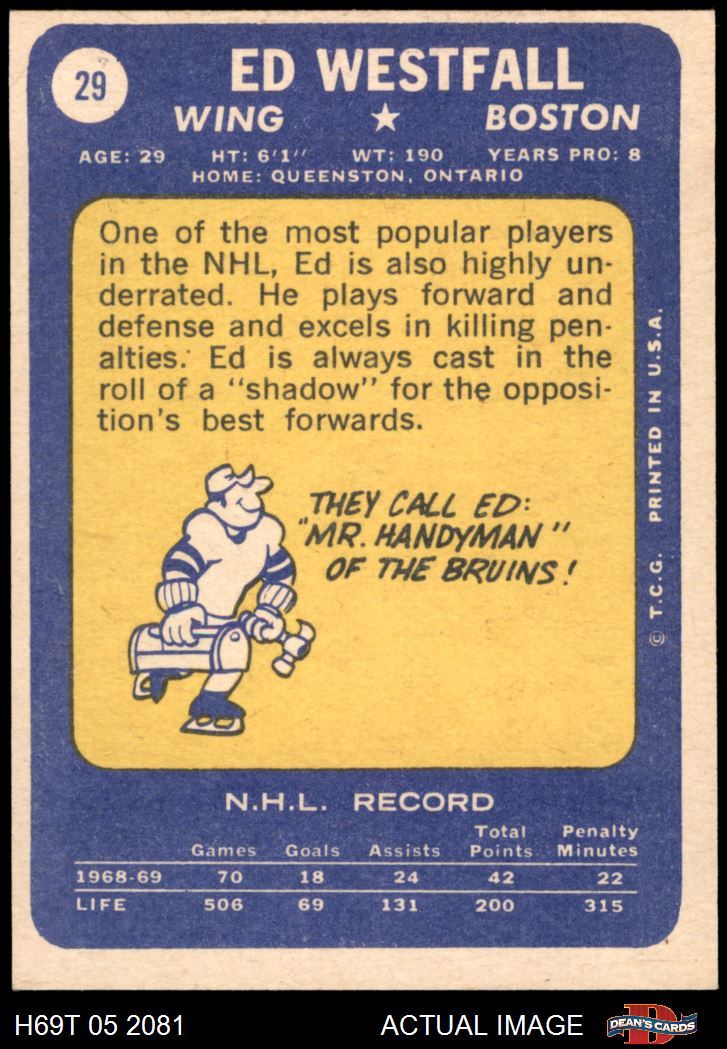 29
ED WESTFALL
WING ★ BOSTON
AGE: 29 HT: 6'1" WT: 190 YEARS PRO: 8
HOME: QUEENSTON, ONTARIO
One of the most popular players
in the NHL, Ed is also highly un-
derrated. He plays forward and
defense and excels in killing pen-
alties. Ed is always cast in the
roll of a "shadow" for the opposi-
tion's best forwards.
THEY CALL ED:
"MR. HANDYMAN"
OF THE BRUINS!
© T.C.G. PRINTED IN U.S.A.
N.H.L. RECORD
Games Goals Assists Total Points Penalty Minutes
1968-69 70 18 24 42 22
LIFE 506 69 131 200 315
H69T 05 2081 ACTUAL IMAGE D DEAN'S CARDS